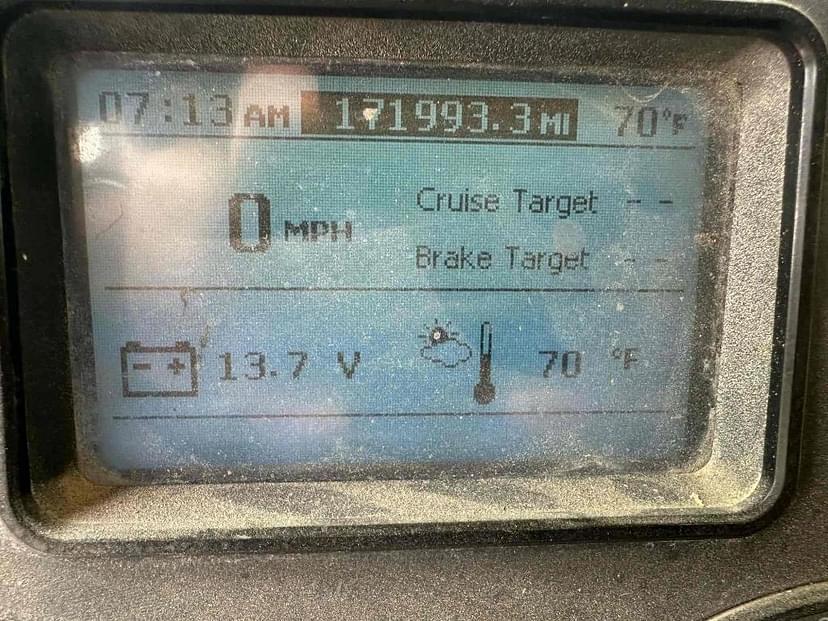 07:13 AM 171993.3 MI 70°F
0 MPH
Cruise Target - -
Brake Target - -
- + 13.7 V 70 °F